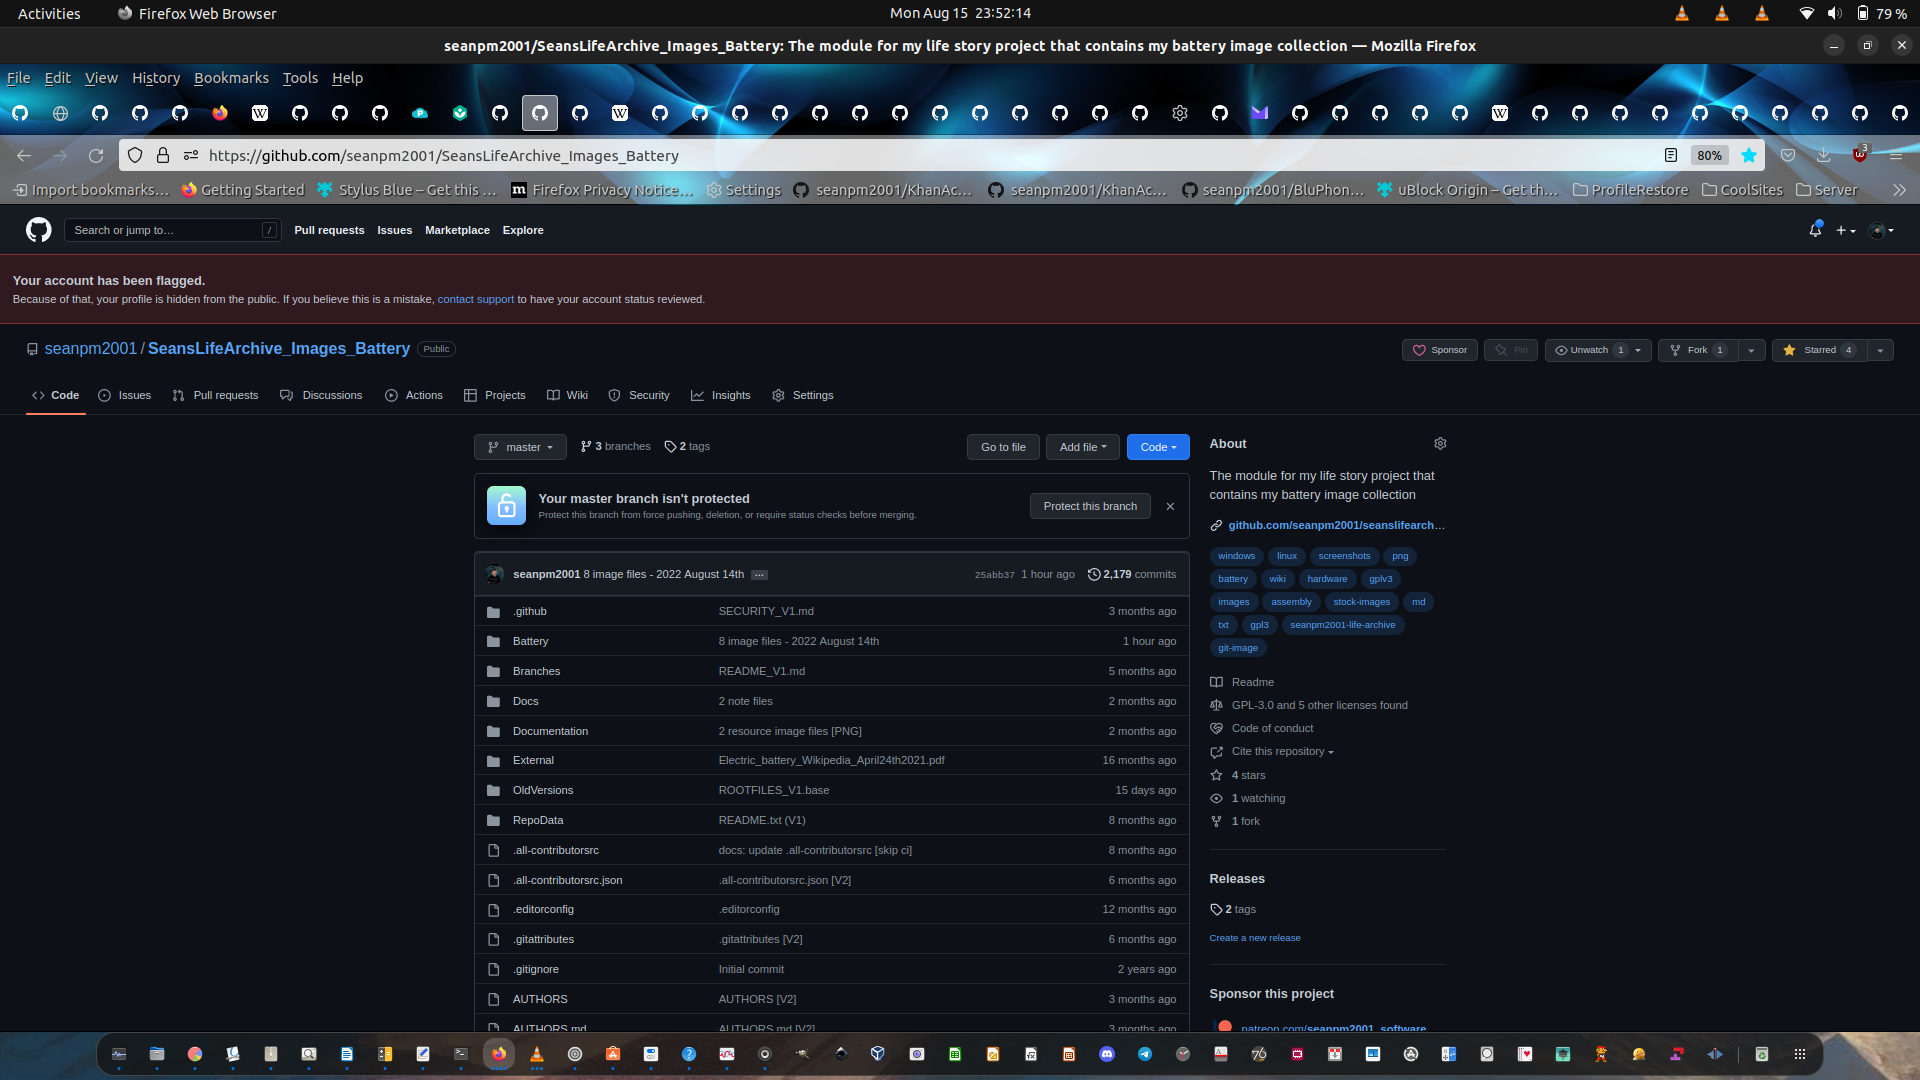 Activities
Firefox Web Browser
Mon Aug 15 23:52:14
79 %
seanpm2001/SeansLifeArchive_Images_Battery: The module for my life story project that contains my battery image collection — Mozilla Firefox
File Edit View History Bookmarks Tools Help
https://github.com/seanpm2001/SeansLifeArchive_Images_Battery
80%
3
Import bookmarks…
Getting Started
Stylus Blue – Get this …
Firefox Privacy Notice…
Settings
seanpm2001/KhanAc…
seanpm2001/KhanAc…
seanpm2001/BluPhon…
uBlock Origin – Get th…
ProfileRestore
CoolSites
Server
Search or jump to…
/
Pull requests
Issues
Marketplace
Explore
Your account has been flagged.
Because of that, your profile is hidden from the public. If you believe this is a mistake, contact support to have your account status reviewed.
seanpm2001 / SeansLifeArchive_Images_Battery
Public
Sponsor
Pin
Unwatch 1
Fork 1
Starred 4
Code
Issues
Pull requests
Discussions
Actions
Projects
Wiki
Security
Insights
Settings
master
3 branches
2 tags
Go to file
Add file
Code
Your master branch isn't protected
Protect this branch from force pushing, deletion, or require status checks before merging.
Protect this branch
seanpm2001 8 image files - 2022 August 14th …
25abb37 1 hour ago
2,179 commits
.github SECURITY_V1.md 3 months ago
Battery 8 image files - 2022 August 14th 1 hour ago
Branches README_V1.md 5 months ago
Docs 2 note files 2 months ago
Documentation 2 resource image files [PNG] 2 months ago
External Electric_battery_Wikipedia_April24th2021.pdf 16 months ago
OldVersions ROOTFILES_V1.base 15 days ago
RepoData README.txt (V1) 8 months ago
.all-contributorsrc docs: update .all-contributorsrc [skip ci] 8 months ago
.all-contributorsrc.json .all-contributorsrc.json [V2] 6 months ago
.editorconfig .editorconfig 12 months ago
.gitattributes .gitattributes [V2] 6 months ago
.gitignore Initial commit 2 years ago
AUTHORS AUTHORS [V2] 3 months ago
AUTHORS.md AUTHORS.md [V2] 3 months ago
About
The module for my life story project that
contains my battery image collection
github.com/seanpm2001/seanslifearch…
windows linux screenshots png
battery wiki hardware gplv3
images assembly stock-images md
txt gpl3 seanpm2001-life-archive
git-image
Readme
GPL-3.0 and 5 other licenses found
Code of conduct
Cite this repository
4 stars
1 watching
1 fork
Releases
2 tags
Create a new release
Sponsor this project
patreon.com/seanpm2001_software